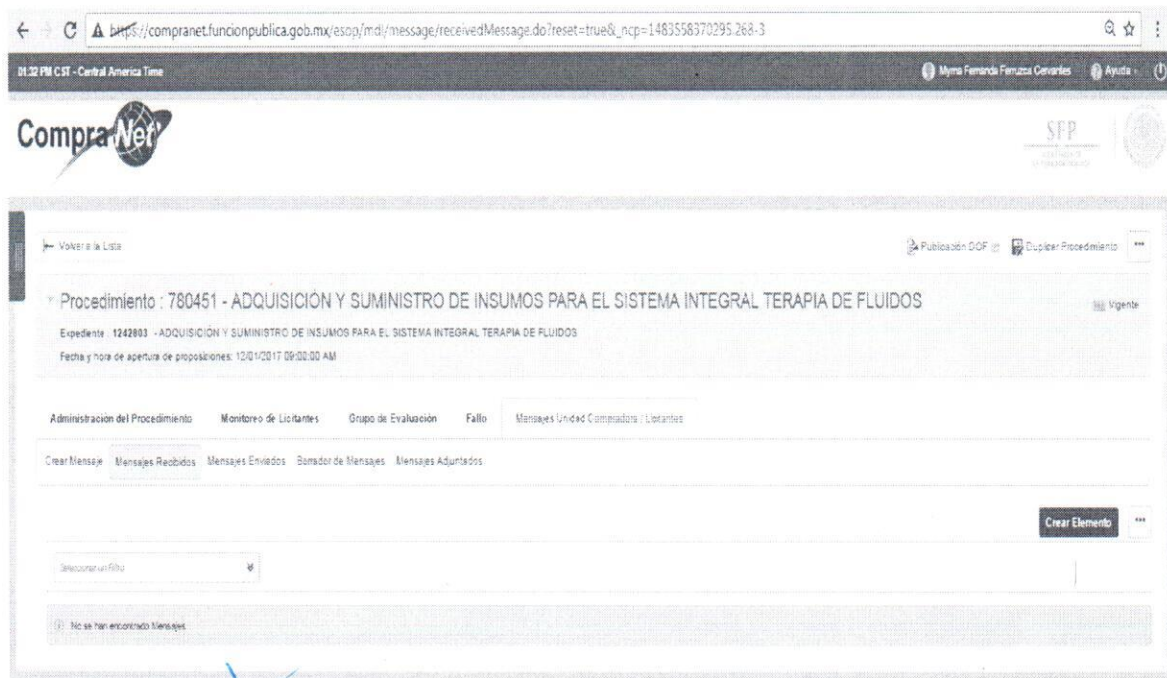 https://compranet.funcionpublica.gob.mx/esop/mdl/message/receivedMessage.do?reset=true&_ncp=1483558370295.268-3
01:32 PM CST - Central America Time
Ayuda
CompraNet
SFP
Volver a la Lista
Publicación DOF
Duplicar Procedimiento
Procedimiento : 780451 - ADQUISICIÓN Y SUMINISTRO DE INSUMOS PARA EL SISTEMA INTEGRAL TERAPIA DE FLUIDOS
Vigente
Expediente : 1242803 - ADQUISICIÓN Y SUMINISTRO DE INSUMOS PARA EL SISTEMA INTEGRAL TERAPIA DE FLUIDOS
Fecha y hora de apertura de proposiciones: 12/01/2017 09:00:00 AM
Administración del Procedimiento Monitoreo de Licitantes Grupo de Evaluación Fallo Mensajes Unidad Compradora / Licitantes
Crear Mensaje Mensajes Recibidos Mensajes Enviados Borrador de Mensajes Mensajes Adjuntados
Crear Elemento
Seleccionar un Filtro
No se han encontrado Mensajes